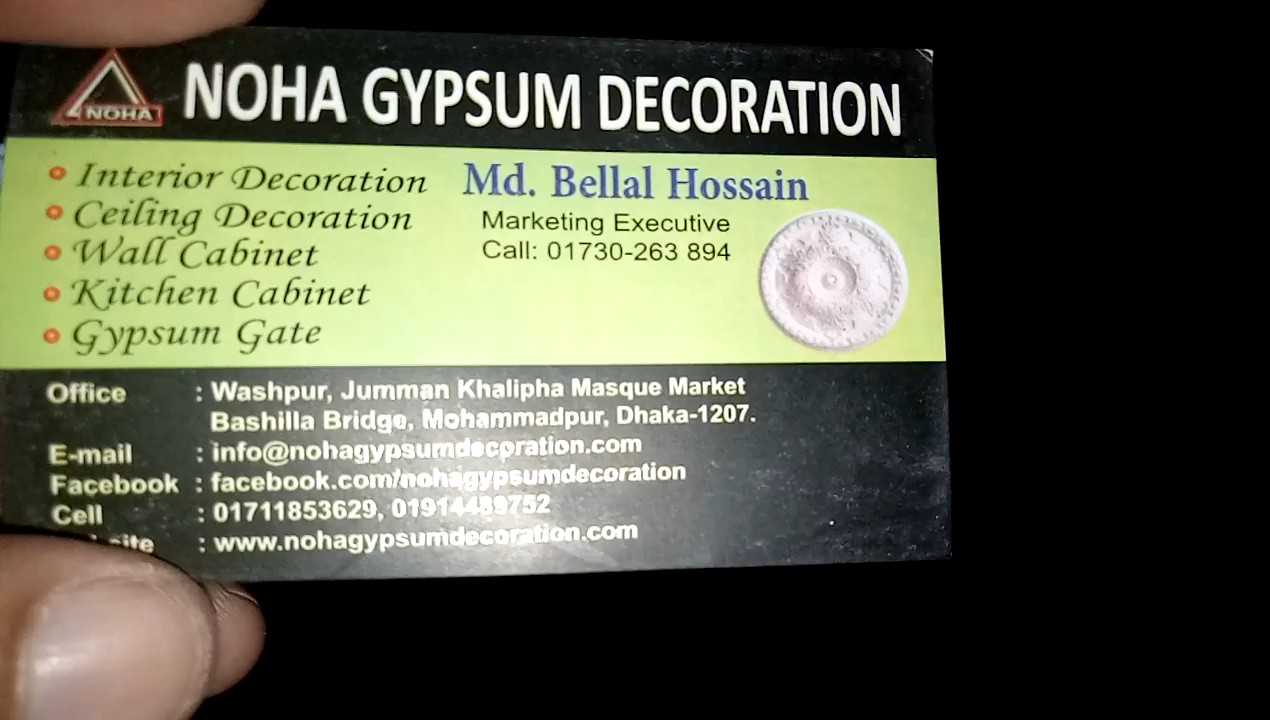 NOHA
NOHA GYPSUM DECORATION
Interior Decoration
Ceiling Decoration
Wall Cabinet
Kitchen Cabinet
Gypsum Gate
Md. Bellal Hossain
Marketing Executive
Call: 01730-263 894
Office : Washpur, Jumman Khalipha Masque Market
Bashilla Bridge, Mohammadpur, Dhaka-1207.
E-mail : info@nohagypsumdecoration.com
Facebook : facebook.com/nohagypsumdecoration
Cell : 01711853629, 01914489752
: www.nohagypsumdecoration.com